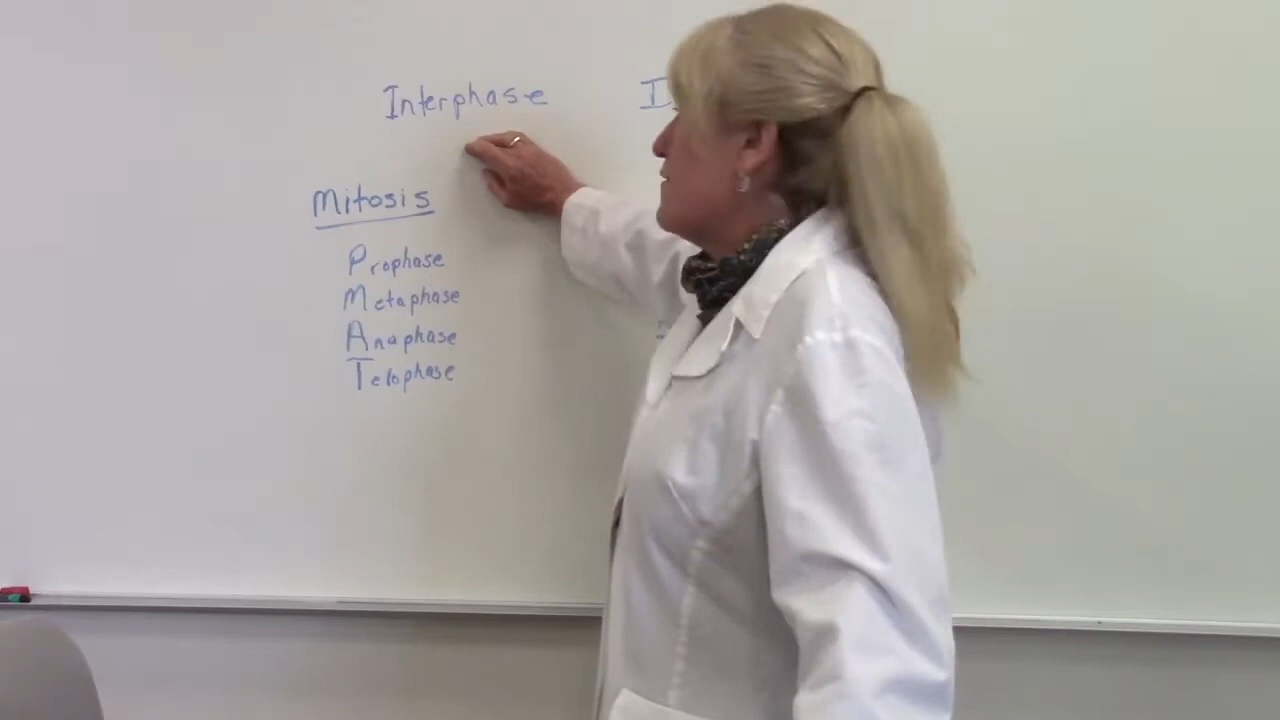 Interphase
Mitosis
Prophase
Metaphase
Anaphase
Telophase